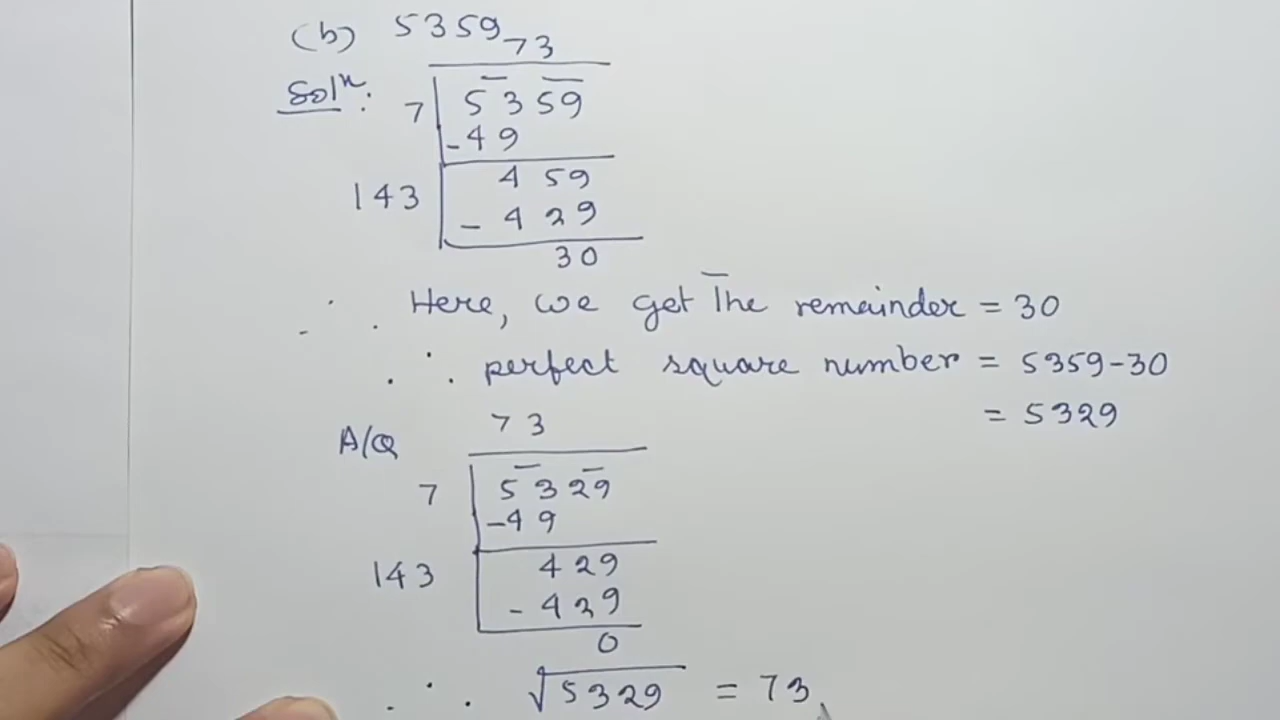 (b) 5359
73
Solⁿ: 7 5359
-49
143 459
- 429
30
∴ Here, we get The remainder = 30
∴ perfect square number = 5359-30
= 5329
A/Q 73
7 5329
-49
143 429
- 429
0
∴ √5329 = 73